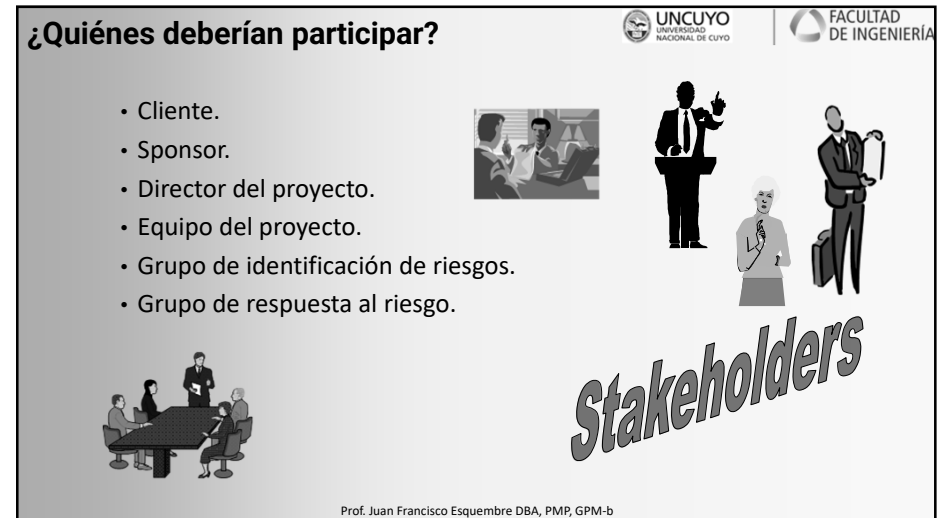 ¿Quiénes deberían participar?
UNCUYO
UNIVERSIDAD
NACIONAL DE CUYO
FACULTAD
DE INGENIERÍA
• Cliente.
• Sponsor.
• Director del proyecto.
• Equipo del proyecto.
• Grupo de identificación de riesgos.
• Grupo de respuesta al riesgo.
Stakeholders
Prof. Juan Francisco Esquembre DBA, PMP, GPM-b